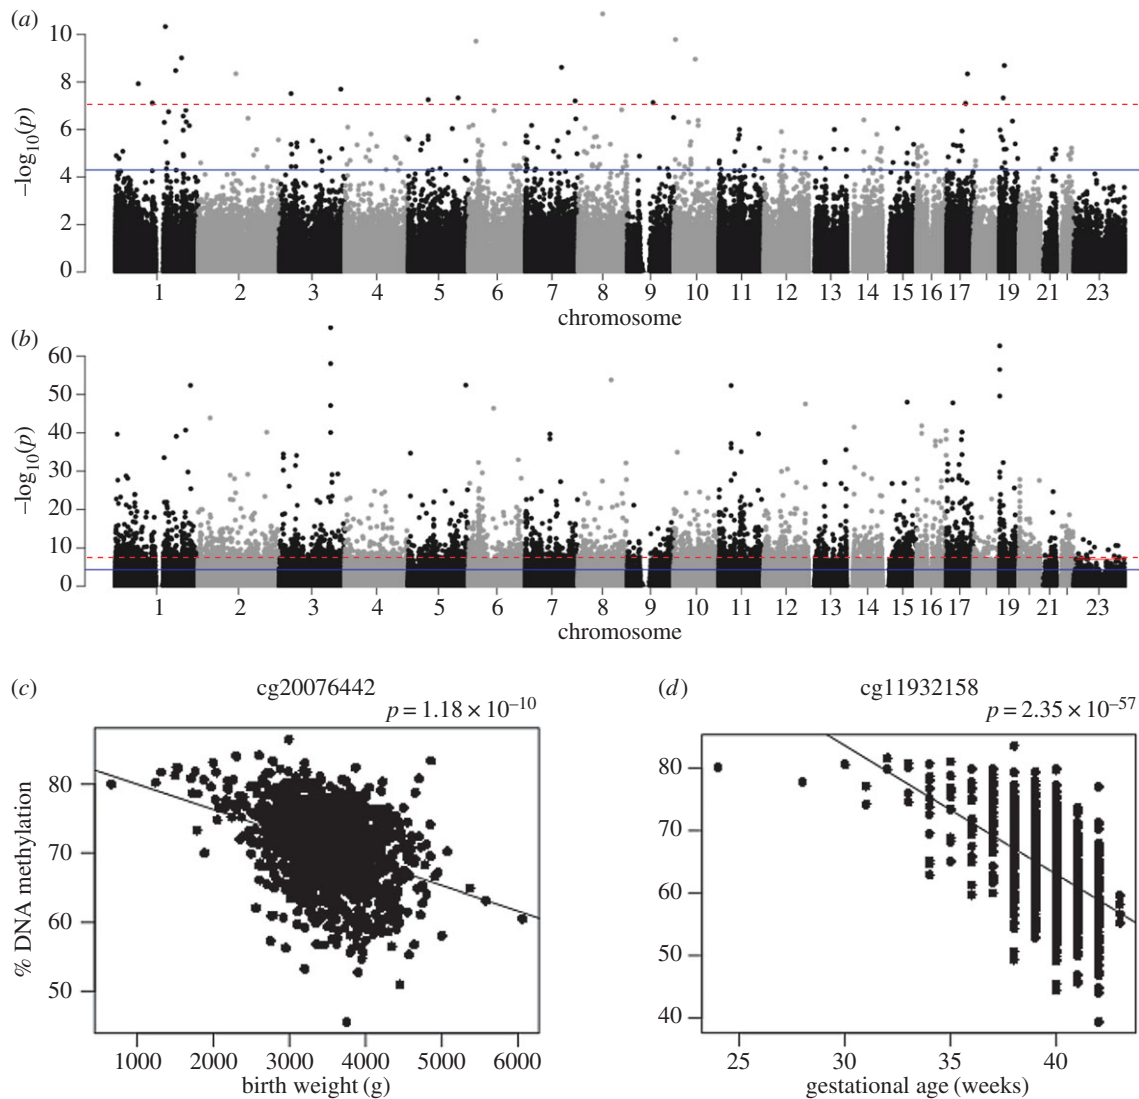 (a)
10
8
6
4
2
0
−log10(p)
1 2 3 4 5 6 7 8 9 10 11 12 13 14 15 16 17 19 21 23
chromosome
(b)
60
50
40
30
20
10
0
−log10(p)
1 2 3 4 5 6 7 8 9 10 11 12 13 14 15 16 17 19 21 23
chromosome
(c)
cg20076442
p = 1.18 × 10–10
80
70
60
50
% DNA methylation
1000 2000 3000 4000 5000 6000
birth weight (g)
(d)
cg11932158
p = 2.35 × 10–57
80
70
60
50
40
25 30 35 40
gestational age (weeks)